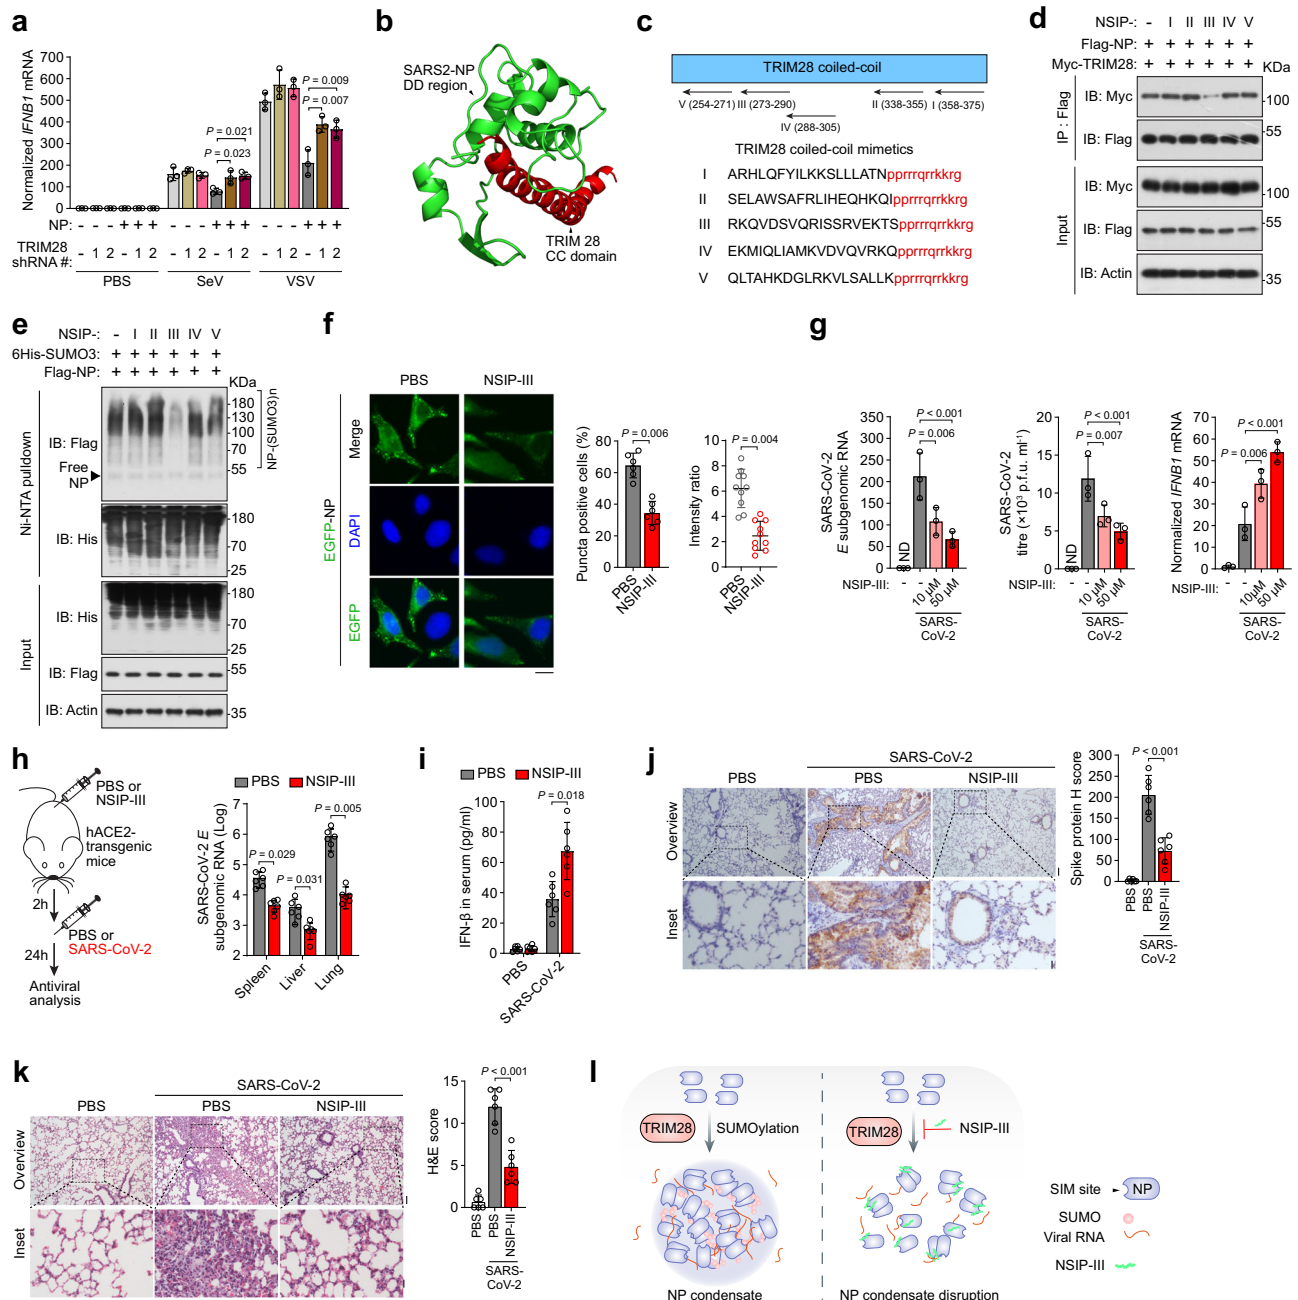 a
Normalized IFNB1 mRNA
700
600
500
400
300
200
100
0
P = 0.009
P = 0.007
P = 0.021
P = 0.023
NP: - - - + + + - - - + + + - - - + + +
TRIM28 shRNA #: - 1 2 - 1 2 - 1 2 - 1 2 - 1 2 - 1 2
PBS SeV VSV
b
SARS2-NP
DD region
TRIM 28
CC domain
c
TRIM28 coiled-coil
V (254-271) III (273-290) II (338-355) I (358-375)
IV (288-305)
TRIM28 coiled-coil mimetics
I ARHLQFYILKKSLLLATNpprrrqrrkkrg
II SELAWSAFRLIHEQHKQIpprrrqrrkkrg
III RKQVDSVQRISSRVEKTSpprrrqrrkkrg
IV EKMIQLIAMKVDVQVRKQpprrrqrrkkrg
V QLTAHKDGLRKVLSALLKpprrrqrrkkrg
d
NSIP-: - I II III IV V
Flag-NP: + + + + + +
Myc-TRIM28: + + + + + +
KDa
IP : Flag
IB: Myc -100
IB: Flag -55
Input
IB: Myc -100
IB: Flag -55
IB: Actin -35
e
NSIP-: - I II III IV V
6His-SUMO3: + + + + + +
Flag-NP: + + + + + +
KDa
Ni-NTA pulldown
IB: Flag
-180
-130
-100
-70
-55
NP-(SUMO3)n
Free
NP
IB: His
-180
-70
-25
Input
IB: His
-180
-70
-25
IB: Flag -55
IB: Actin -35
f
PBS NSIP-III
EGFP-NP
Merge
DAPI
EGFP
Puncta positive cells (%)
80
60
40
20
0
P = 0.006
PBS
NSIP-III
Intensity ratio
10
8
6
4
2
0
P = 0.004
PBS
NSIP-III
g
SARS-CoV-2
E subgenomic RNA
350
300
250
200
150
100
50
0
P < 0.001
P = 0.006
ND
NSIP-III: - - 10 µM 50 µM
SARS-
CoV-2
SARS-CoV-2
titre (×10³ p.f.u. ml⁻¹)
20
15
10
5
0
P < 0.001
P = 0.007
ND
NSIP-III: - - 10 µM 50 µM
SARS-
CoV-2
Normalized IFNB1 mRNA
80
60
40
20
0
P < 0.001
P = 0.006
NSIP-III: - - 10 µM 50 µM
SARS-
CoV-2
h
PBS or
NSIP-III
hACE2-
transgenic
mice
2h
PBS or
SARS-CoV-2
24h
Antiviral
analysis
PBS NSIP-III
SARS-CoV-2 E
subgenomic RNA (Log)
7
6
5
4
3
2
P = 0.005
P = 0.029
P = 0.031
Spleen
Liver
Lung
i
PBS NSIP-III
IFN-β in serum (pg/ml)
100
80
60
40
20
0
P = 0.018
PBS
SARS-CoV-2
j
SARS-CoV-2
PBS PBS NSIP-III
Overview
Inset
Spike protein H score
300
250
200
150
100
50
0
P < 0.001
PBS
PBS
NSIP-III
SARS-
CoV-2
k
SARS-CoV-2
PBS PBS NSIP-III
Overview
Inset
H&E score
15
10
5
0
P < 0.001
PBS
PBS
NSIP-III
SARS-
CoV-2
l
TRIM28 SUMOylation
TRIM28 NSIP-III
NP condensate
NP condensate disruption
SIM site NP
SUMO
Viral RNA
NSIP-III